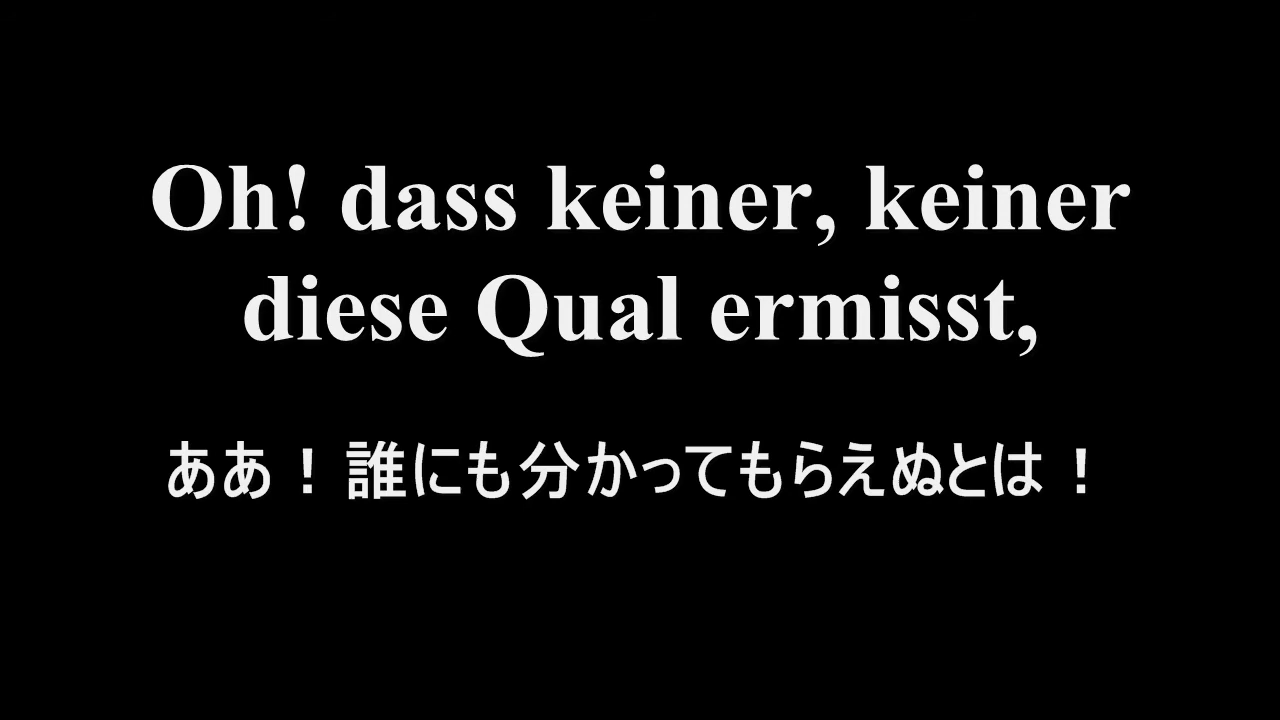 Oh! dass keiner, keiner
diese Qual ermisst,
ああ！誰にも分かってもらえぬとは！